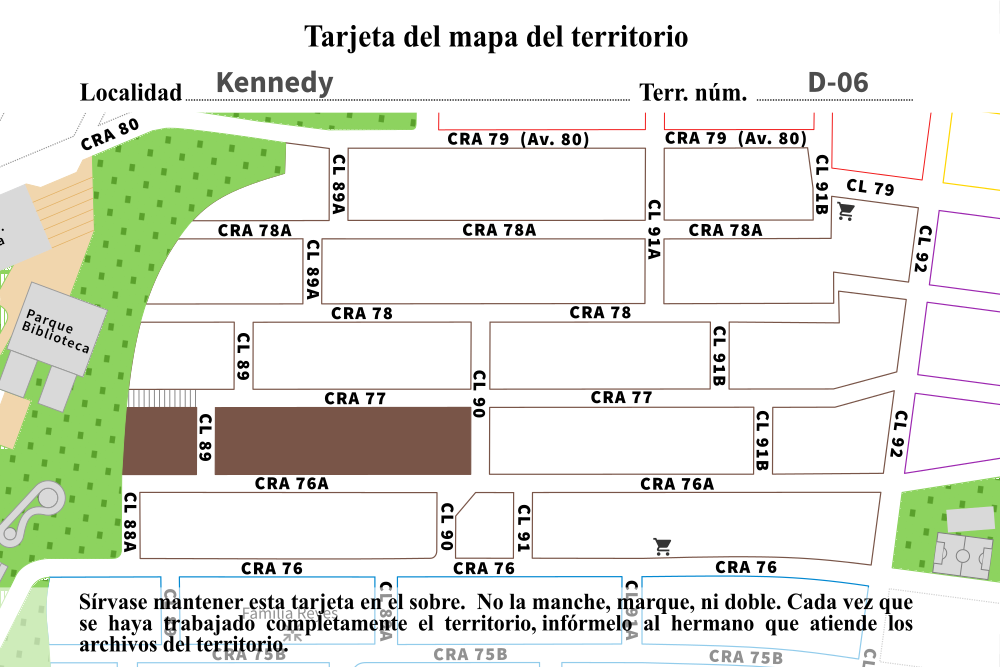 Tarjeta del mapa del territorio
Localidad Kennedy Terr. núm. D-06
CRA 80
CRA 79 (Av. 80)
CRA 79 (Av. 80)
CL 89A
CL 91B
CL 79
CL 91A
CRA 78A
CRA 78A
CRA 78A
CL 92
CL 89A
CRA 78
CRA 78
Parque
Biblioteca
CL 89
CL 91B
CL 90
CRA 77
CRA 77
CL 89
CL 91B
CL 92
CRA 76A
CRA 76A
CL 88A
CL 90
CL 91
CRA 76
CRA 76
CRA 76
CL 91A
Familia Reyes
Sírvase mantener esta tarjeta en el sobre. No la manche, marque, ni doble. Cada vez que
se haya trabajado completamente el territorio, infórmelo al hermano que atiende los
archivos del territorio.
CRA 75B
CRA 75B
CRA 75B